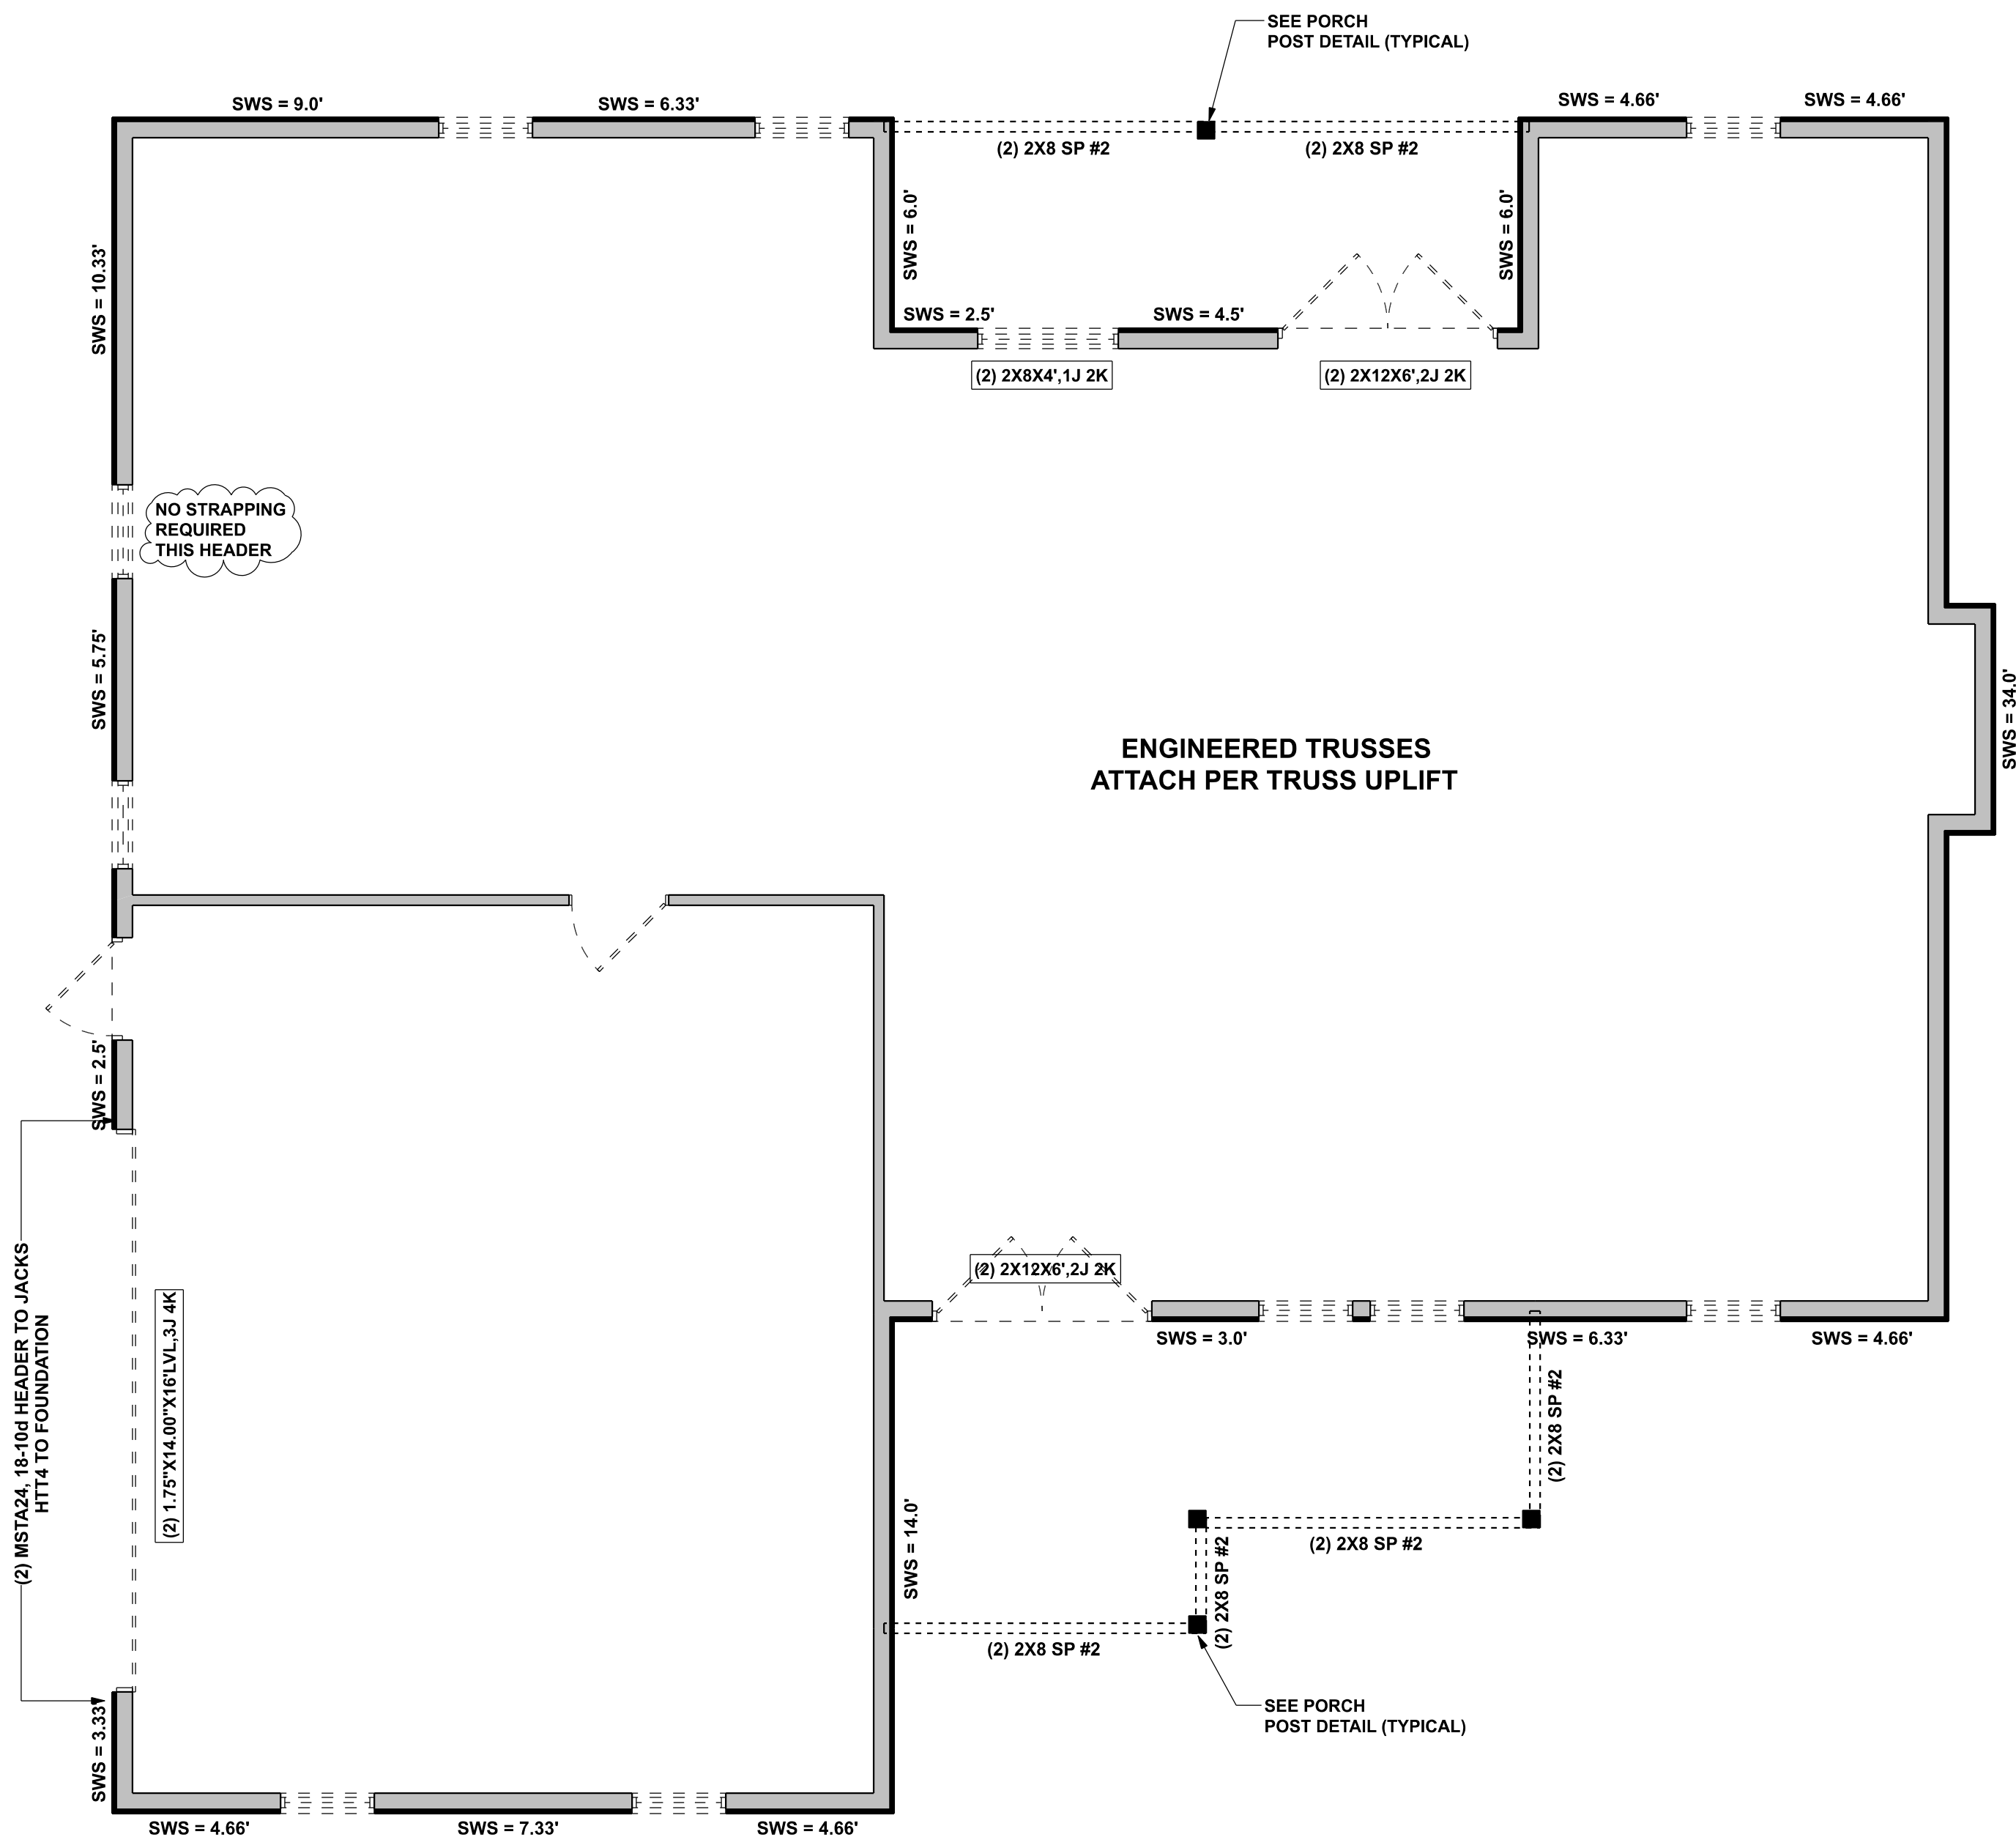 SEE PORCH
POST DETAIL (TYPICAL)
SWS = 9.0'
SWS = 6.33'
SWS = 4.66'
SWS = 4.66'
(2) 2X8 SP #2
(2) 2X8 SP #2
SWS = 10.33'
SWS = 6.0'
SWS = 6.0'
SWS = 2.5'
SWS = 4.5'
(2) 2X8X4',1J 2K
(2) 2X12X6',2J 2K
NO STRAPPING
REQUIRED
THIS HEADER
SWS = 5.75'
SWS = 34.0'
ENGINEERED TRUSSES
ATTACH PER TRUSS UPLIFT
SWS = 2.5'
(2) MSTA24, 18-10d HEADER TO JACKS
HTT4 TO FOUNDATION
(2) 1.75"X14.00"X16'LVL,3J 4K
(2) 2X12X6',2J 2K
SWS = 3.0'
SWS = 6.33'
SWS = 4.66'
(2) 2X8 SP #2
SWS = 14.0'
(2) 2X8 SP #2
(2) 2X8 SP #2
(2) 2X8 SP #2
SEE PORCH
POST DETAIL (TYPICAL)
SWS = 3.33'
SWS = 4.66'
SWS = 7.33'
SWS = 4.66'